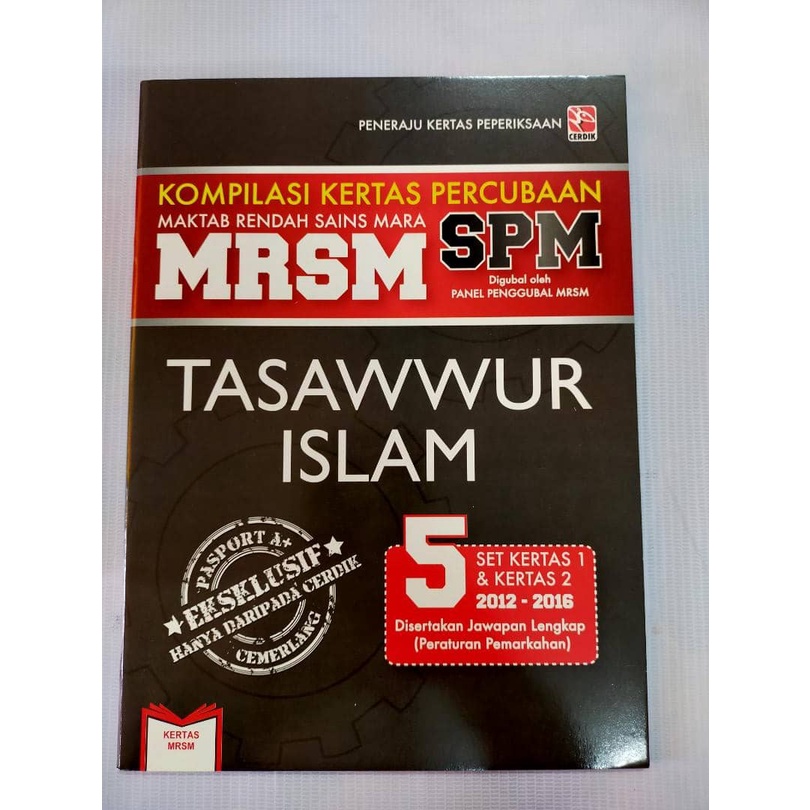 PENERAJU KERTAS PEPERIKSAAN
CERDIK
KOMPILASI KERTAS PERCUBAAN
MAKTAB RENDAH SAINS MARA
MRSM
SPM
Digubal oleh
PANEL PENGGUBAL MRSM
TASAWWUR
ISLAM
PASPORT A+
EKSKLUSIF
HANYA DARIPADA CERDIK
CEMERLANG
5
SET KERTAS 1
& KERTAS 2
2012 - 2016
Disertakan Jawapan Lengkap
(Peraturan Pemarkahan)
KERTAS
MRSM